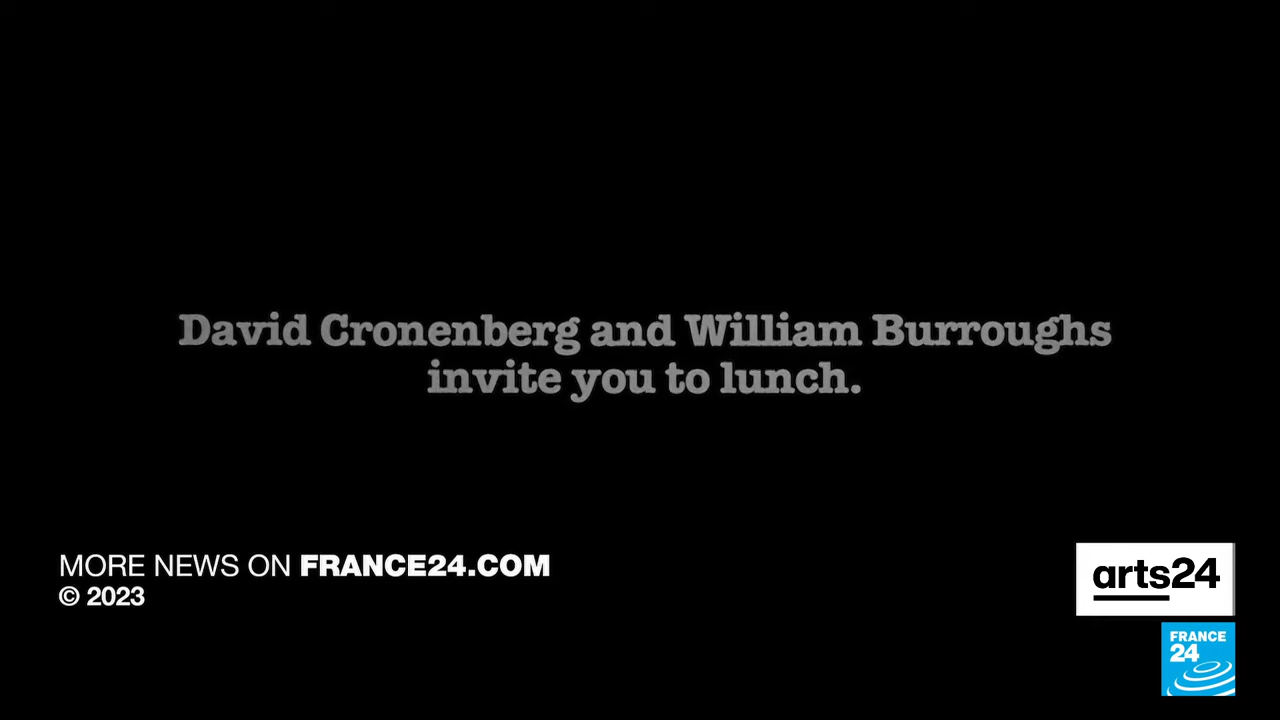 David Cronenberg and William Burroughs
invite you to lunch.
MORE NEWS ON FRANCE24.COM
© 2023
arts24
FRANCE
24